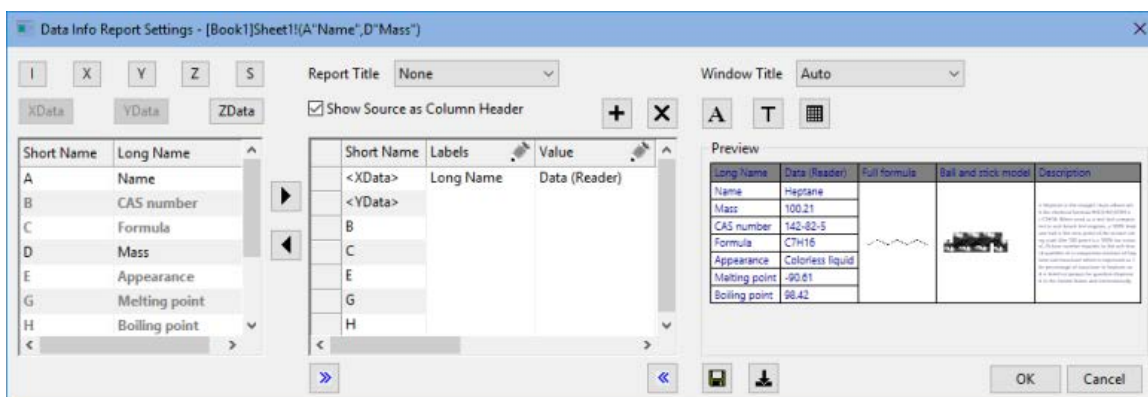 Data Info Report Settings - [Book1]Sheet1!(A"Name",D"Mass")
I X Y Z S
XData YData ZData
Short Name Long Name
A Name
B CAS number
C Formula
D Mass
E Appearance
G Melting point
H Boiling point
Report Title None
Show Source as Column Header
Short Name Labels Value
<XData> Long Name Data (Reader)
<YData>
B
C
E
G
H
Window Title Auto
A T
Preview
Long Name Data (Reader) Full formula Ball and stick model Description
Name Heptane
Mass 100.21
CAS number 142-82-5
Formula C7H16
Appearance Colorless liquid
Melting point -90.61
Boiling point 98.42
OK Cancel